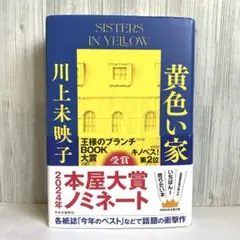 SISTERS
IN YELLOW
黄色い家
川上未映子
王様のブランチ
BOOK
大賞
受賞
キノベス!
第2位
2024年
本屋大賞
ノミネート
各紙誌「今年のベスト」などで話題の衝撃作